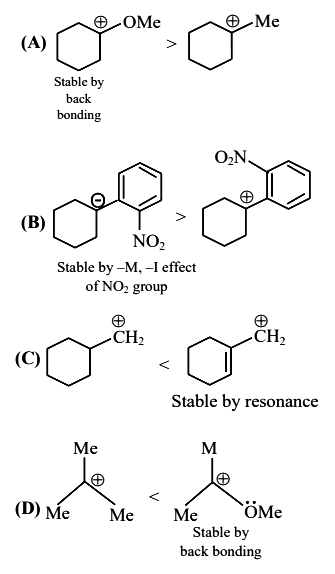 (A) ⊕ OMe > ⊕ Me
Stable by
back
bonding
O₂N
(B) ⊖ > ⊕
NO₂
Stable by –M, –I effect
of NO₂ group
⊕ ⊕
(C) CH₂ < CH₂
Stable by resonance
Me M
⊕ < ⊕
(D) Me Me Me ÖMe
Stable by
back bonding